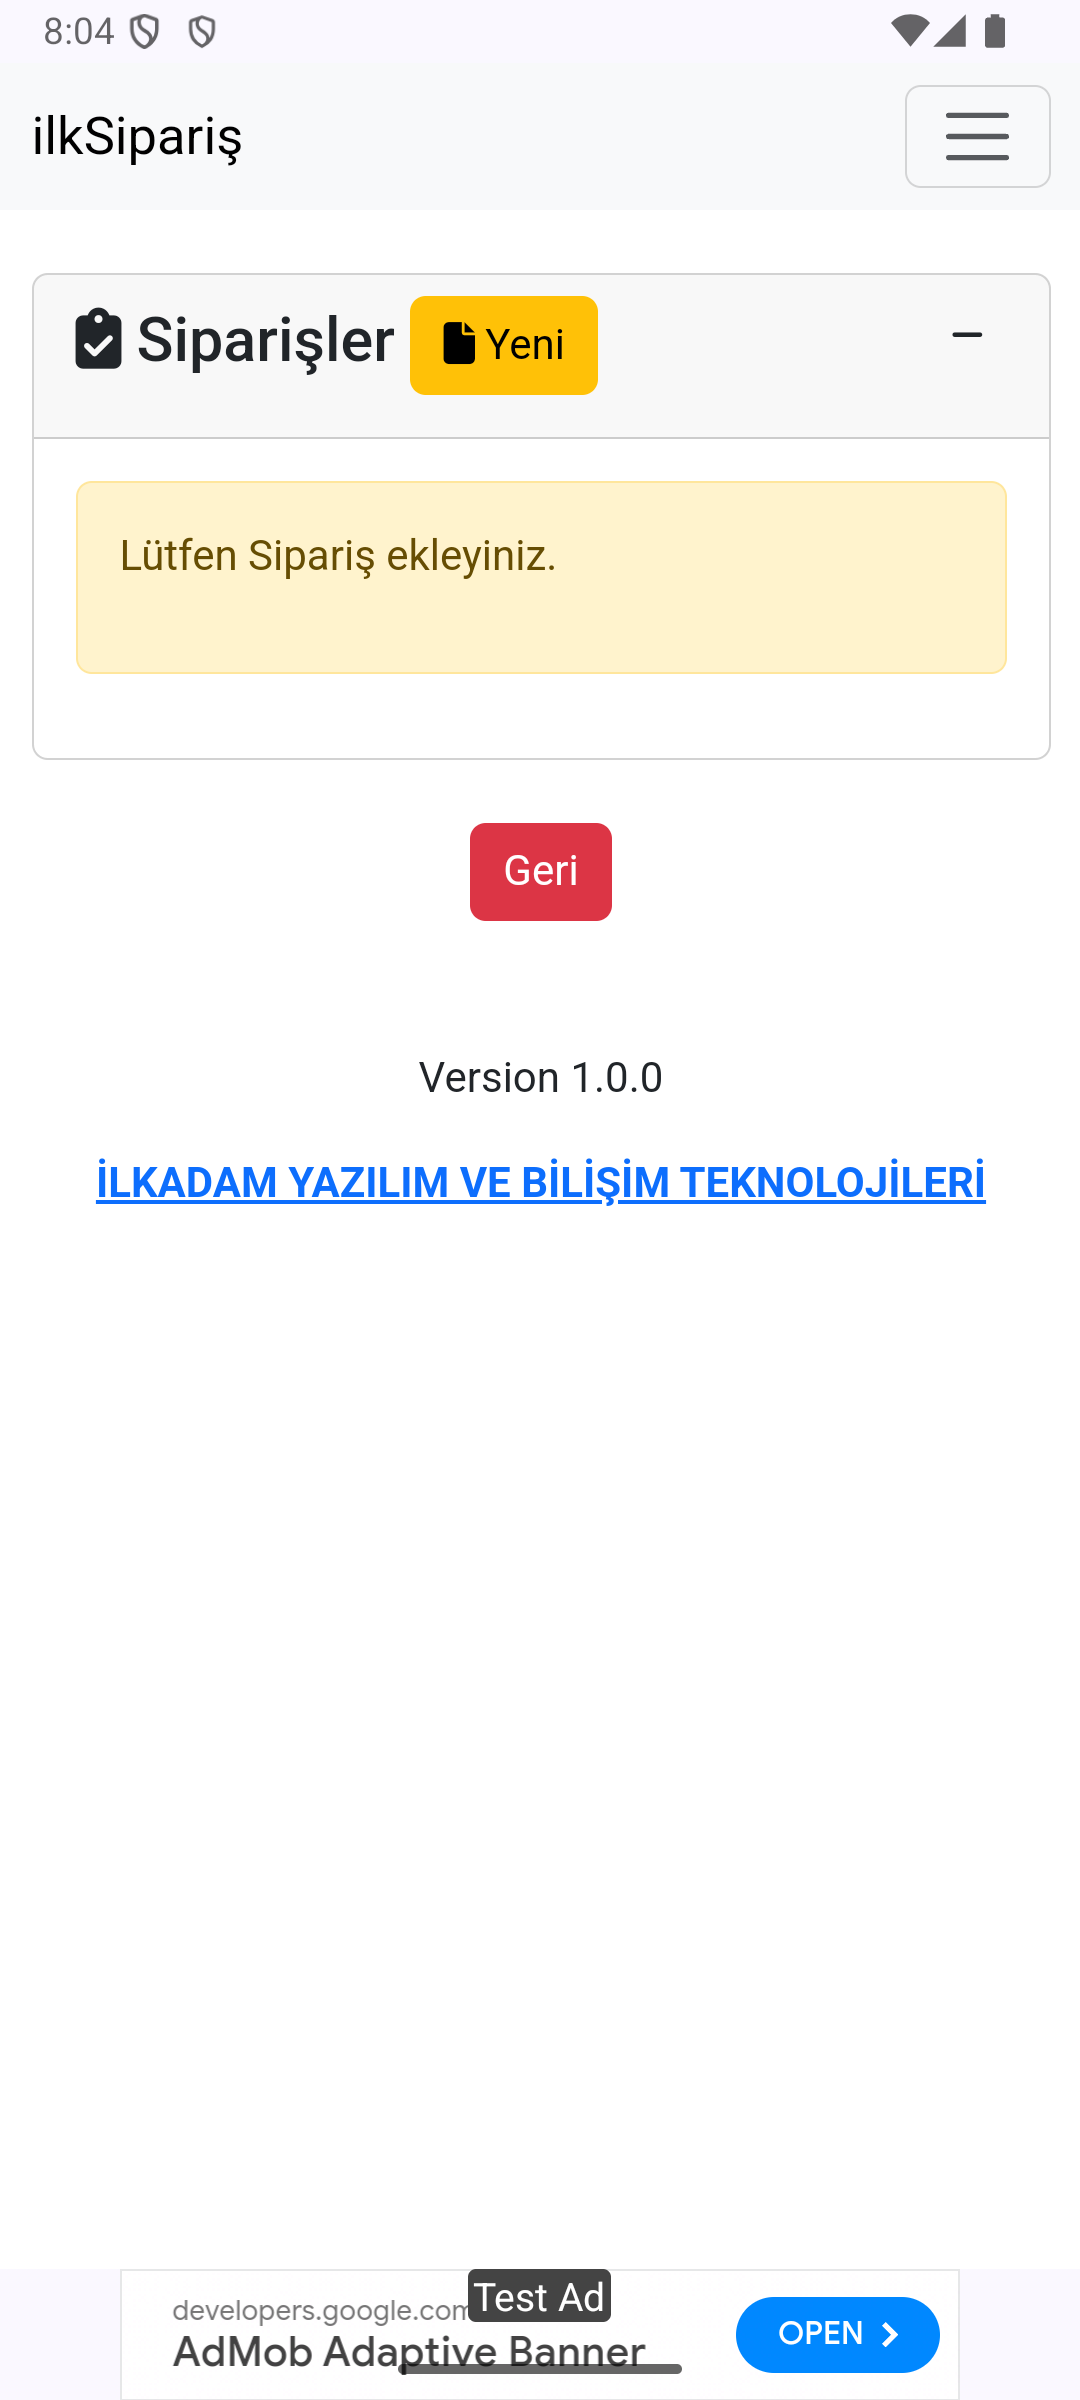 8:04
ilkSipariş
Siparişler
Yeni
Lütfen Sipariş ekleyiniz.
Geri
Version 1.0.0
İLKADAM YAZILIM VE BİLİŞİM TEKNOLOJİLERİ
Test Ad
developers.google.com
AdMob Adaptive Banner
OPEN